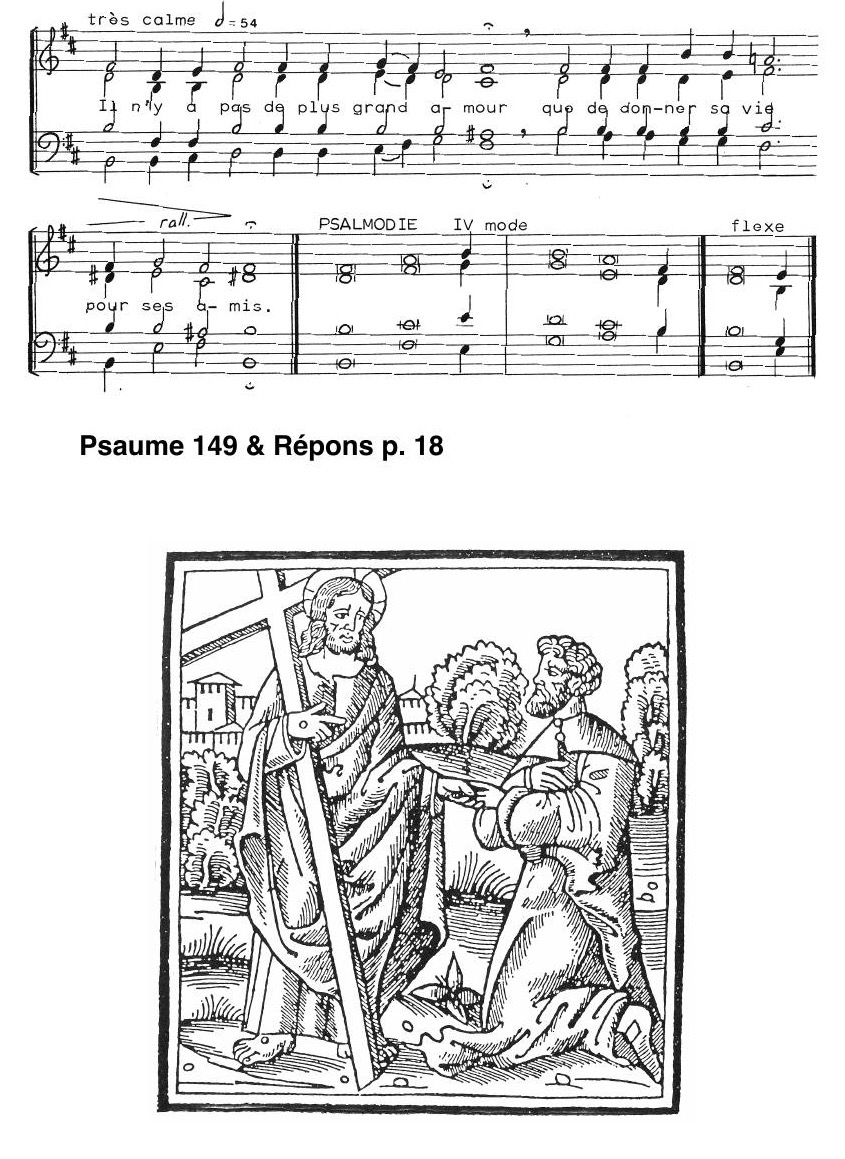 très calme 𝅗𝅥 = 54
Il n'y a pas de plus grand a- mour que de don-ner sa vie
rall. PSALMODIE IV mode flexe
pour ses a- mis.
Psaume 149 & Répons p. 18
bo